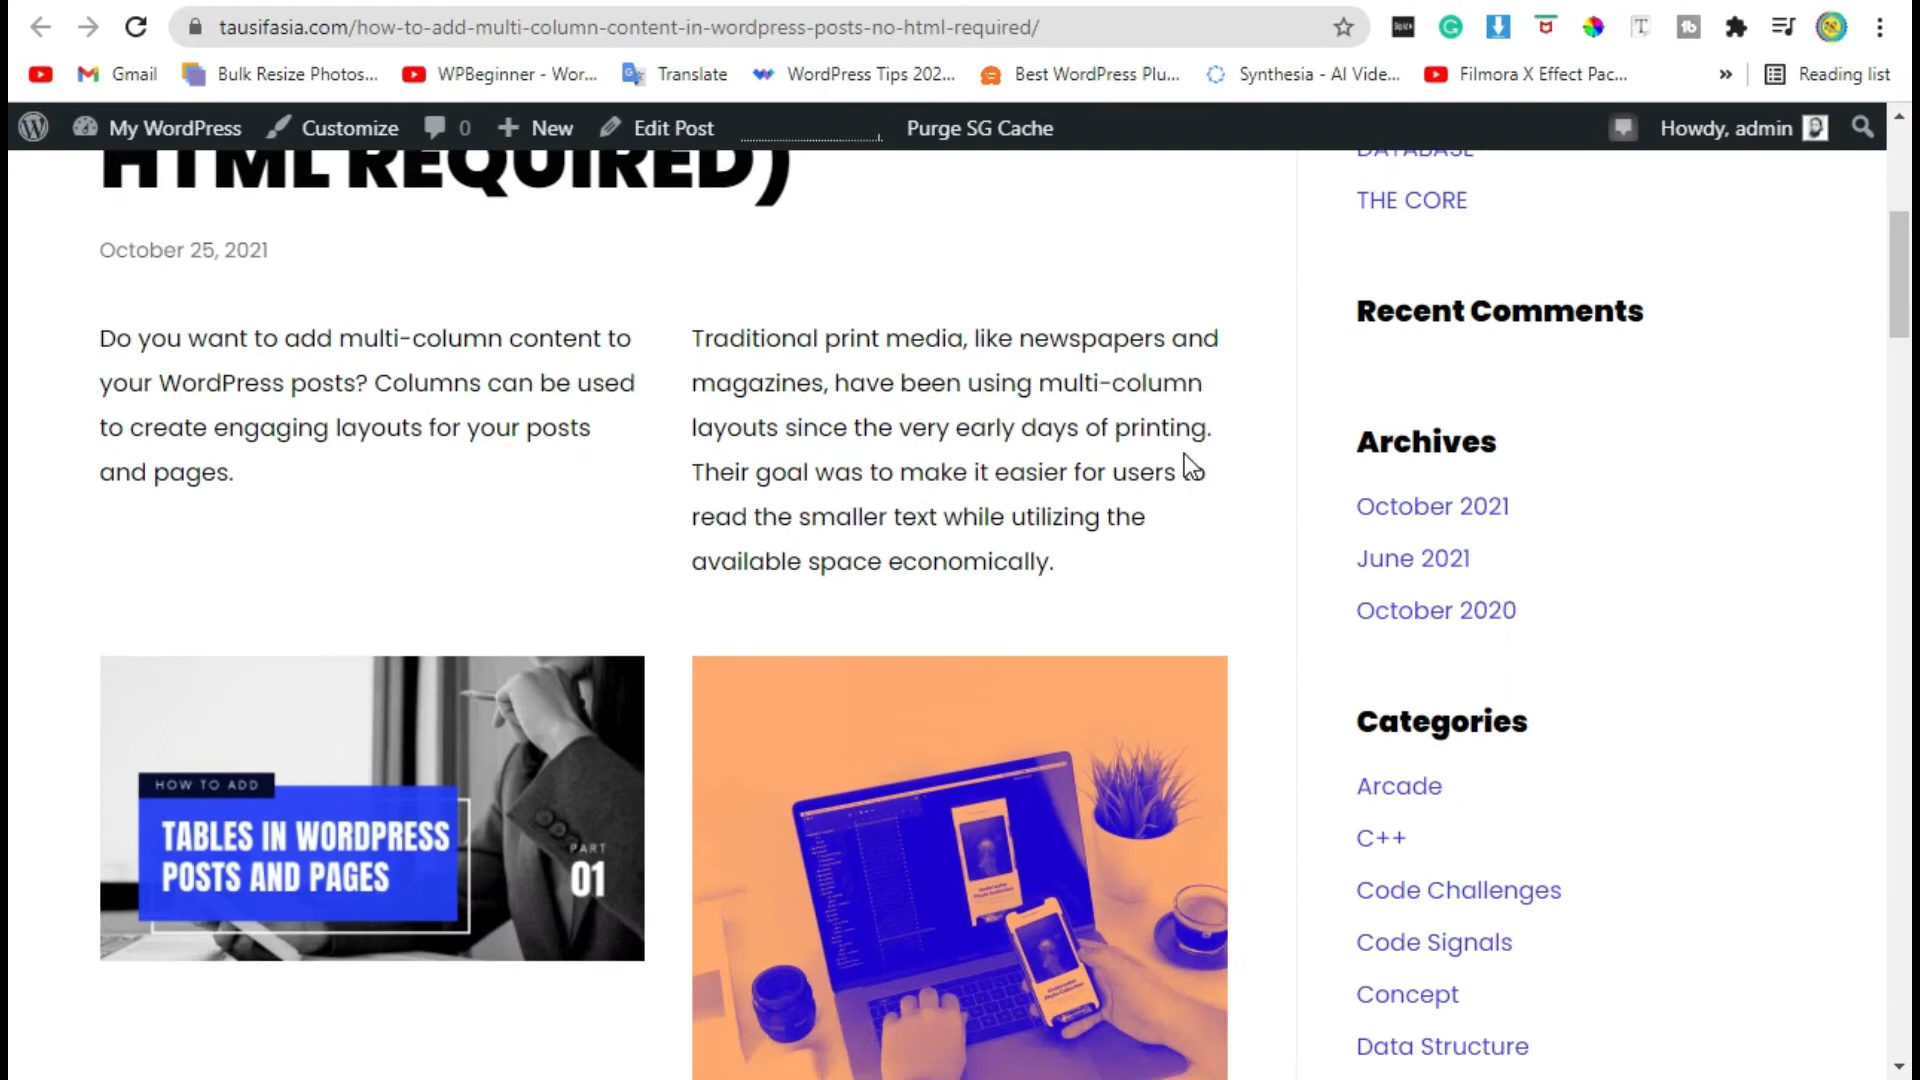 tausifasia.com/how-to-add-multi-column-content-in-wordpress-posts-no-html-required/
Gmail
Bulk Resize Photos...
WPBeginner - Wor...
Translate
WordPress Tips 202...
Best WordPress Plu...
Synthesia - AI Vide...
Filmora X Effect Pac...
»
Reading list
My WordPress
Customize
0
New
Edit Post
Purge SG Cache
Howdy, admin
HTML REQUIRED)
October 25, 2021
Do you want to add multi-column content to
your WordPress posts? Columns can be used
to create engaging layouts for your posts
and pages.
Traditional print media, like newspapers and
magazines, have been using multi-column
layouts since the very early days of printing.
Their goal was to make it easier for users to
read the smaller text while utilizing the
available space economically.
HOW TO ADD
TABLES IN WORDPRESS
POSTS AND PAGES
PART
01
DATABASE
THE CORE
Recent Comments
Archives
October 2021
June 2021
October 2020
Categories
Arcade
C++
Code Challenges
Code Signals
Concept
Data Structure